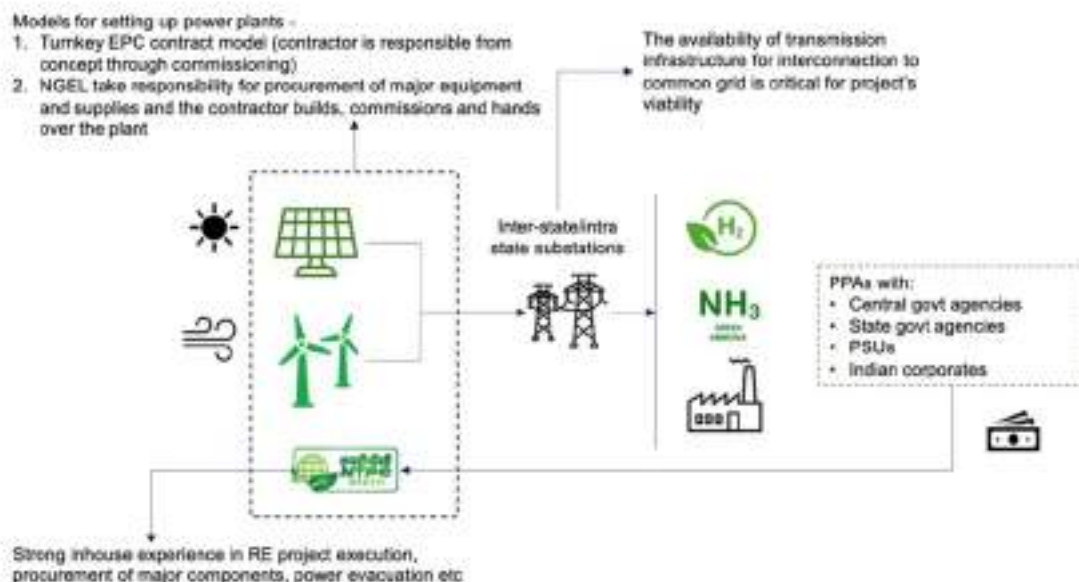 Models for setting up power plants -
1. Turnkey EPC contract model (contractor is responsible from
concept through commissioning)
2. NGEL take responsibility for procurement of major equipment
and supplies and the contractor builds, commissions and hands
over the plant
The availability of transmission
infrastructure for interconnection to
common grid is critical for project's
viability
Inter-state/intra
state substations
H2
NH3
GREEN
AMMONIA
PPAs with:
• Central govt agencies
• State govt agencies
• PSUs
• Indian corporates
Strong inhouse experience in RE project execution,
procurement of major components, power evacuation etc